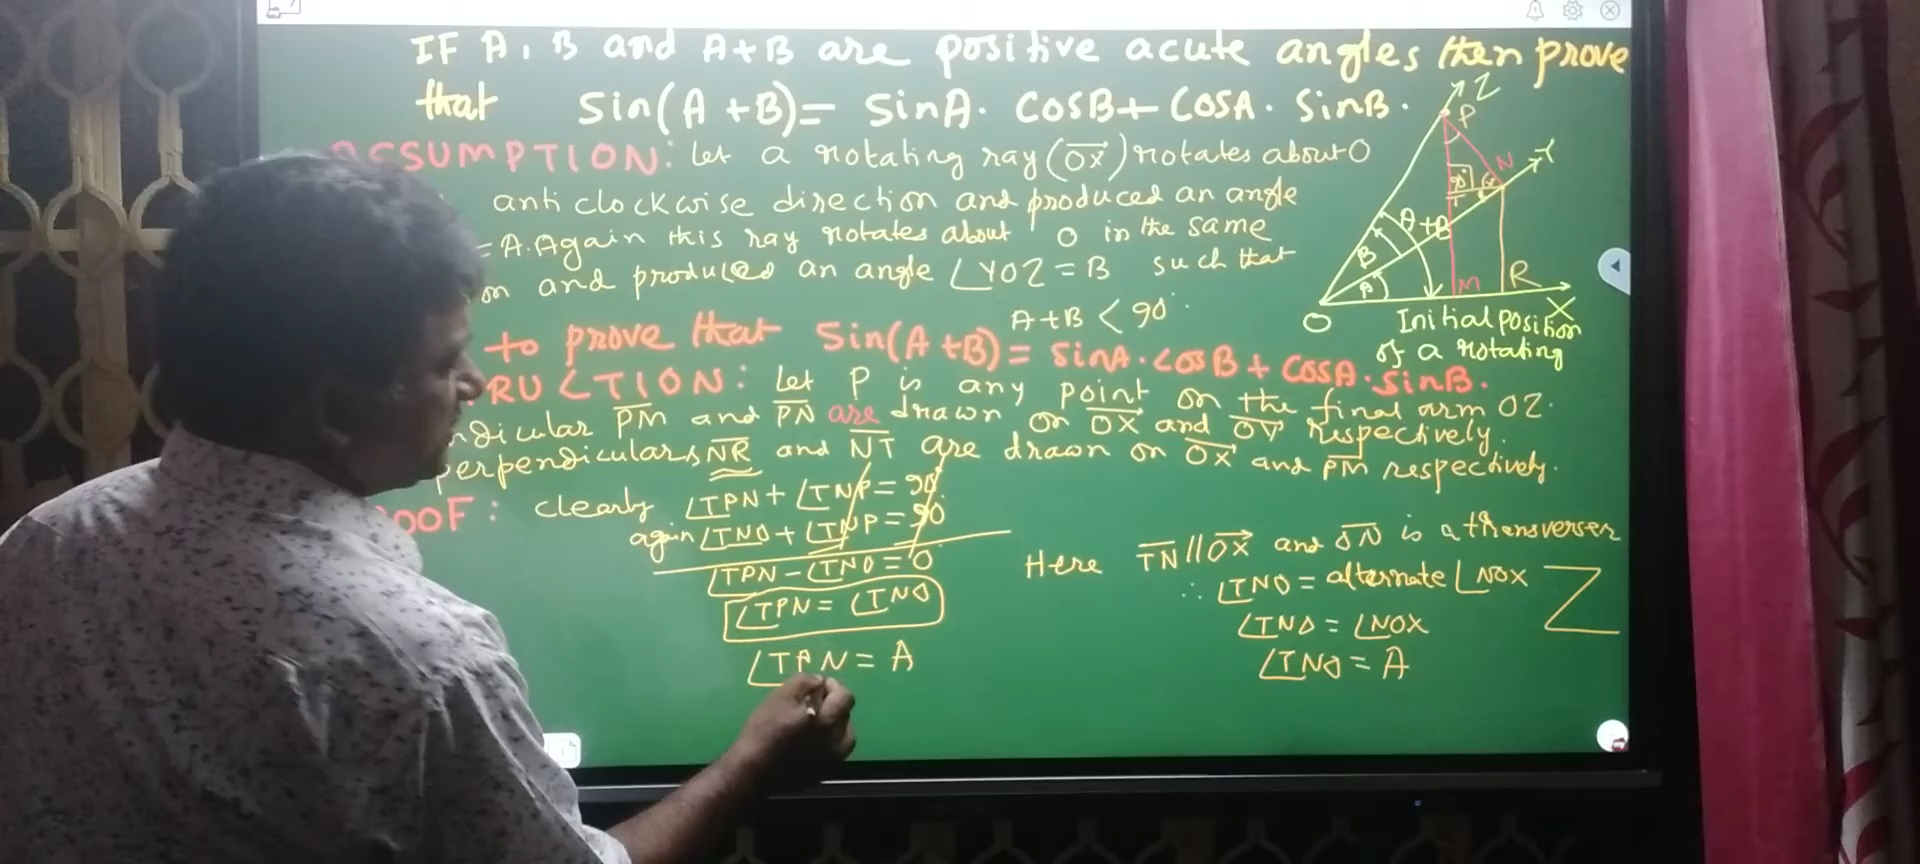 IF A, B and A+B are positive acute angles then prove
that Sin(A+B)= SinA. COSB+COSA. SinB.
ASSUMPTION: Let a rotating ray (OX) rotates about O
anti clockwise direction and produced an angle
= A. Again this ray rotates about O in the same
on and produced an angle ∠YOZ = B such that
A+B < 90°
to prove that Sin(A+B) = SinA.COSB + COSA.SinB.
RUCTION: Let P is any point on the final arm OZ.
ndicular PM and PN are drawn on OX and OY respectively.
erpendiculars NR and NT are drawn on OX and PM respectively.
OOF: clearly ∠TPN + ∠TNP = 90°
again ∠TNO + ∠TNP = 90
∠TPN - ∠TNO = 0
∠TPN = ∠TNO
∠TPN = A
Here TN // OX and ON is a transverser
∴ ∠TNO = alternate ∠NOX
∠TNO = ∠NOX
∠TNO = A
Z
P
N
Y
90°
T
A+B
B
A
M
R
X
O
Initial position
of a rotating